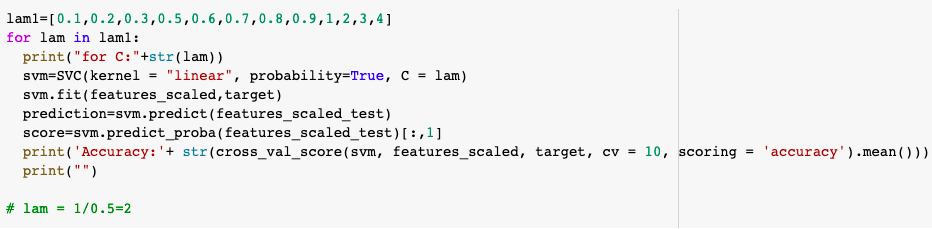 lam1=[0.1,0.2,0.3,0.5,0.6,0.7,0.8,0.9,1,2,3,4]
for lam in lam1:
  print("for C:"+str(lam))
  svm=SVC(kernel = "linear", probability=True, C = lam)
  svm.fit(features_scaled,target)
  prediction=svm.predict(features_scaled_test)
  score=svm.predict_proba(features_scaled_test)[:,1]
  print('Accuracy:'+ str(cross_val_score(svm, features_scaled, target, cv = 10, scoring = 'accuracy').mean()))
  print("")
# lam = 1/0.5=2